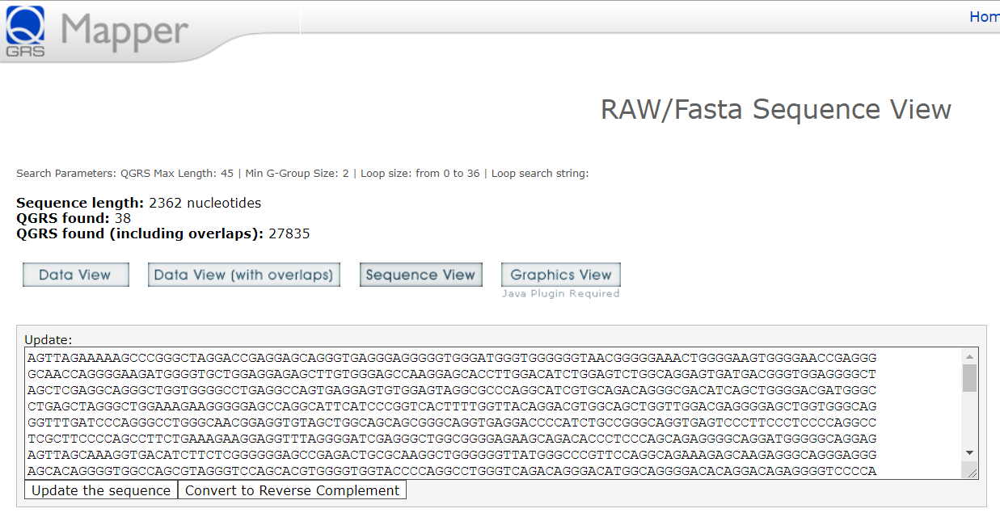 GRS Mapper
Hom
RAW/Fasta Sequence View
Search Parameters: QGRS Max Length: 45 | Min G-Group Size: 2 | Loop size: from 0 to 36 | Loop search string:
Sequence length: 2362 nucleotides
QGRS found: 38
QGRS found (including overlaps): 27835
Data View Data View (with overlaps) Sequence View Graphics View
Java Plugin Required
Update:
AGTTAGAAAAAGCCCGGGCTAGGACCGAGGAGCAGGGTGAGGGAGGGGGTGGGATGGGTGGGGGGTAACGGGGGAAACTGGGGAAGTGGGGAACCGAGGG
GCAACCAGGGGAAGATGGGGTGCTGGAGGAGAGCTTGTGGGAGCCAAGGAGCACCTTGGACATCTGGAGTCTGGCAGGAGTGATGACGGGTGGAGGGGCT
AGCTCGAGGCAGGGCTGGTGGGGCCTGAGGCCAGTGAGGAGTGTGGAGTAGGCGCCCAGGCATCGTGCAGACAGGGCGACATCAGCTGGGGACGATGGGC
CTGAGCTAGGGCTGGAAAGAAGGGGGAGCCAGGCATTCATCCCGGTCACTTTTGGTTACAGGACGTGGCAGCTGGTTGGACGAGGGGAGCTGGTGGGCAG
GGTTTGATCCCAGGGCCTGGGCAACGGAGGTGTAGCTGGCAGCAGCGGGCAGGTGAGGACCCCATCTGCCGGGCAGGTGAGTCCCTTCCCTCCCCAGGCC
TCGCTTCCCCAGCCTTCTGAAAGAAGGAGGTTTAGGGGATCGAGGGCTGGCGGGGAGAAGCAGACACCCTCCCAGCAGAGGGGCAGGATGGGGGCAGGAG
AGTTAGCAAAGGTGACATCTTCTCGGGGGGAGCCGAGACTGCGCAAGGCTGGGGGGTTATGGGCCCGTTCCAGGCAGAAAGAGCAAGAGGGCAGGGAGGG
AGCACAGGGGTGGCCAGCGTAGGGTCCAGCACGTGGGGTGGTACCCCAGGCCTGGGTCAGACAGGGACATGGCAGGGGACACAGGACAGAGGGGTCCCCA
Update the sequence Convert to Reverse Complement